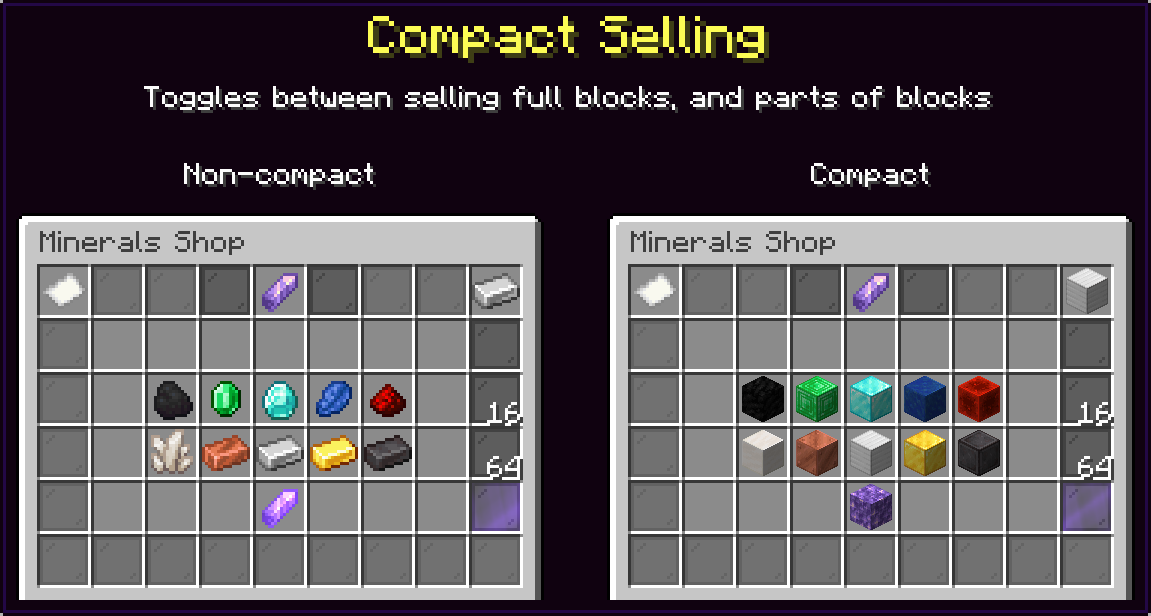 Compact Selling
Toggles between selling full blocks, and parts of blocks
Non-compact
Compact
Minerals Shop
Minerals Shop
16
16
64
64